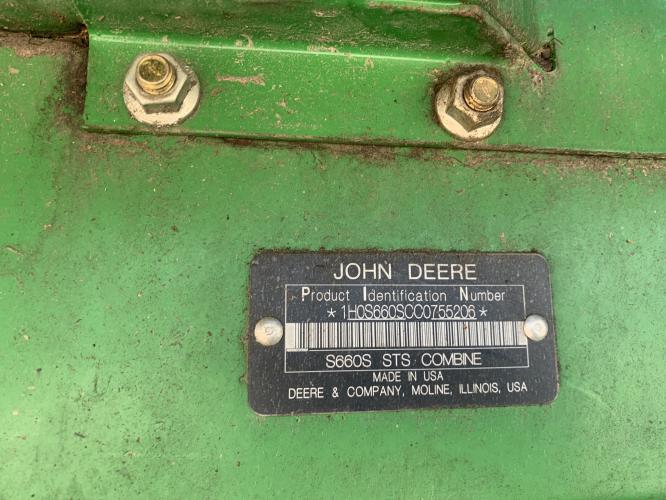 JOHN DEERE
Product Identification Number
*1H0S660SCC0755206*
S660S STS COMBINE
MADE IN USA
DEERE & COMPANY, MOLINE, ILLINOIS, USA